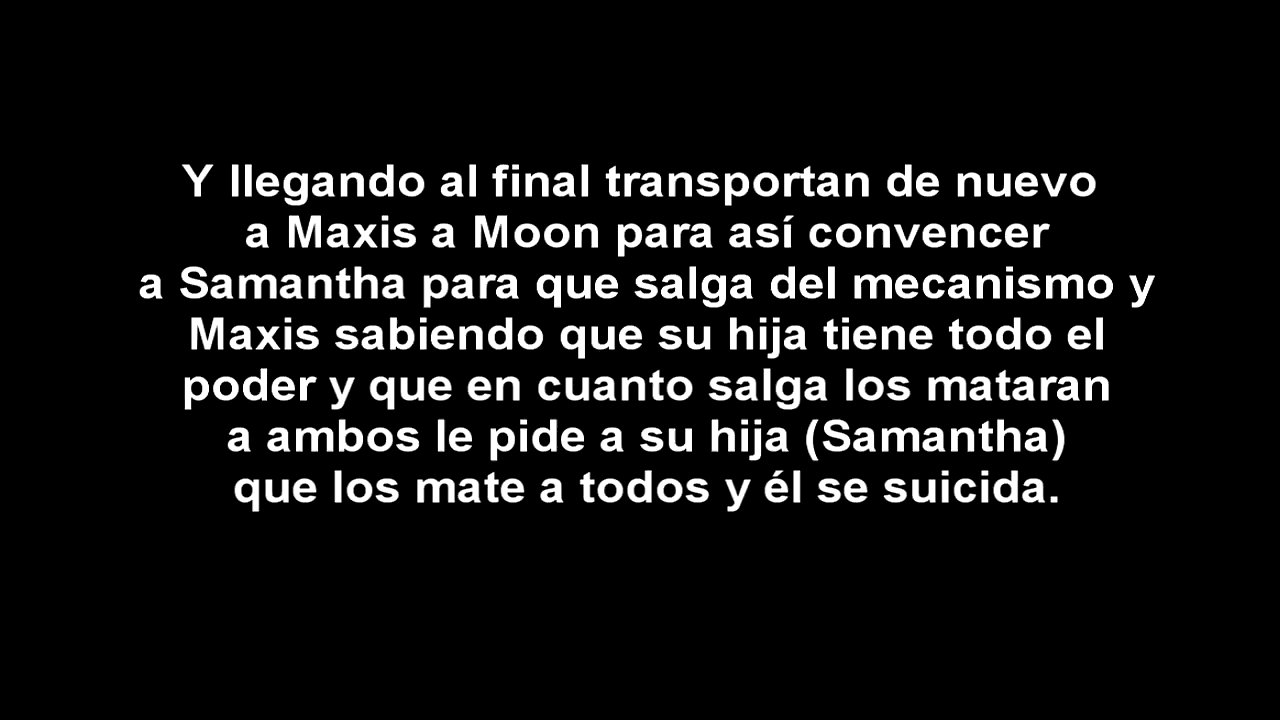 Y llegando al final transportan de nuevo
a Maxis a Moon para así convencer
a Samantha para que salga del mecanismo y
Maxis sabiendo que su hija tiene todo el
poder y que en cuanto salga los mataran
a ambos le pide a su hija (Samantha)
que los mate a todos y él se suicida.